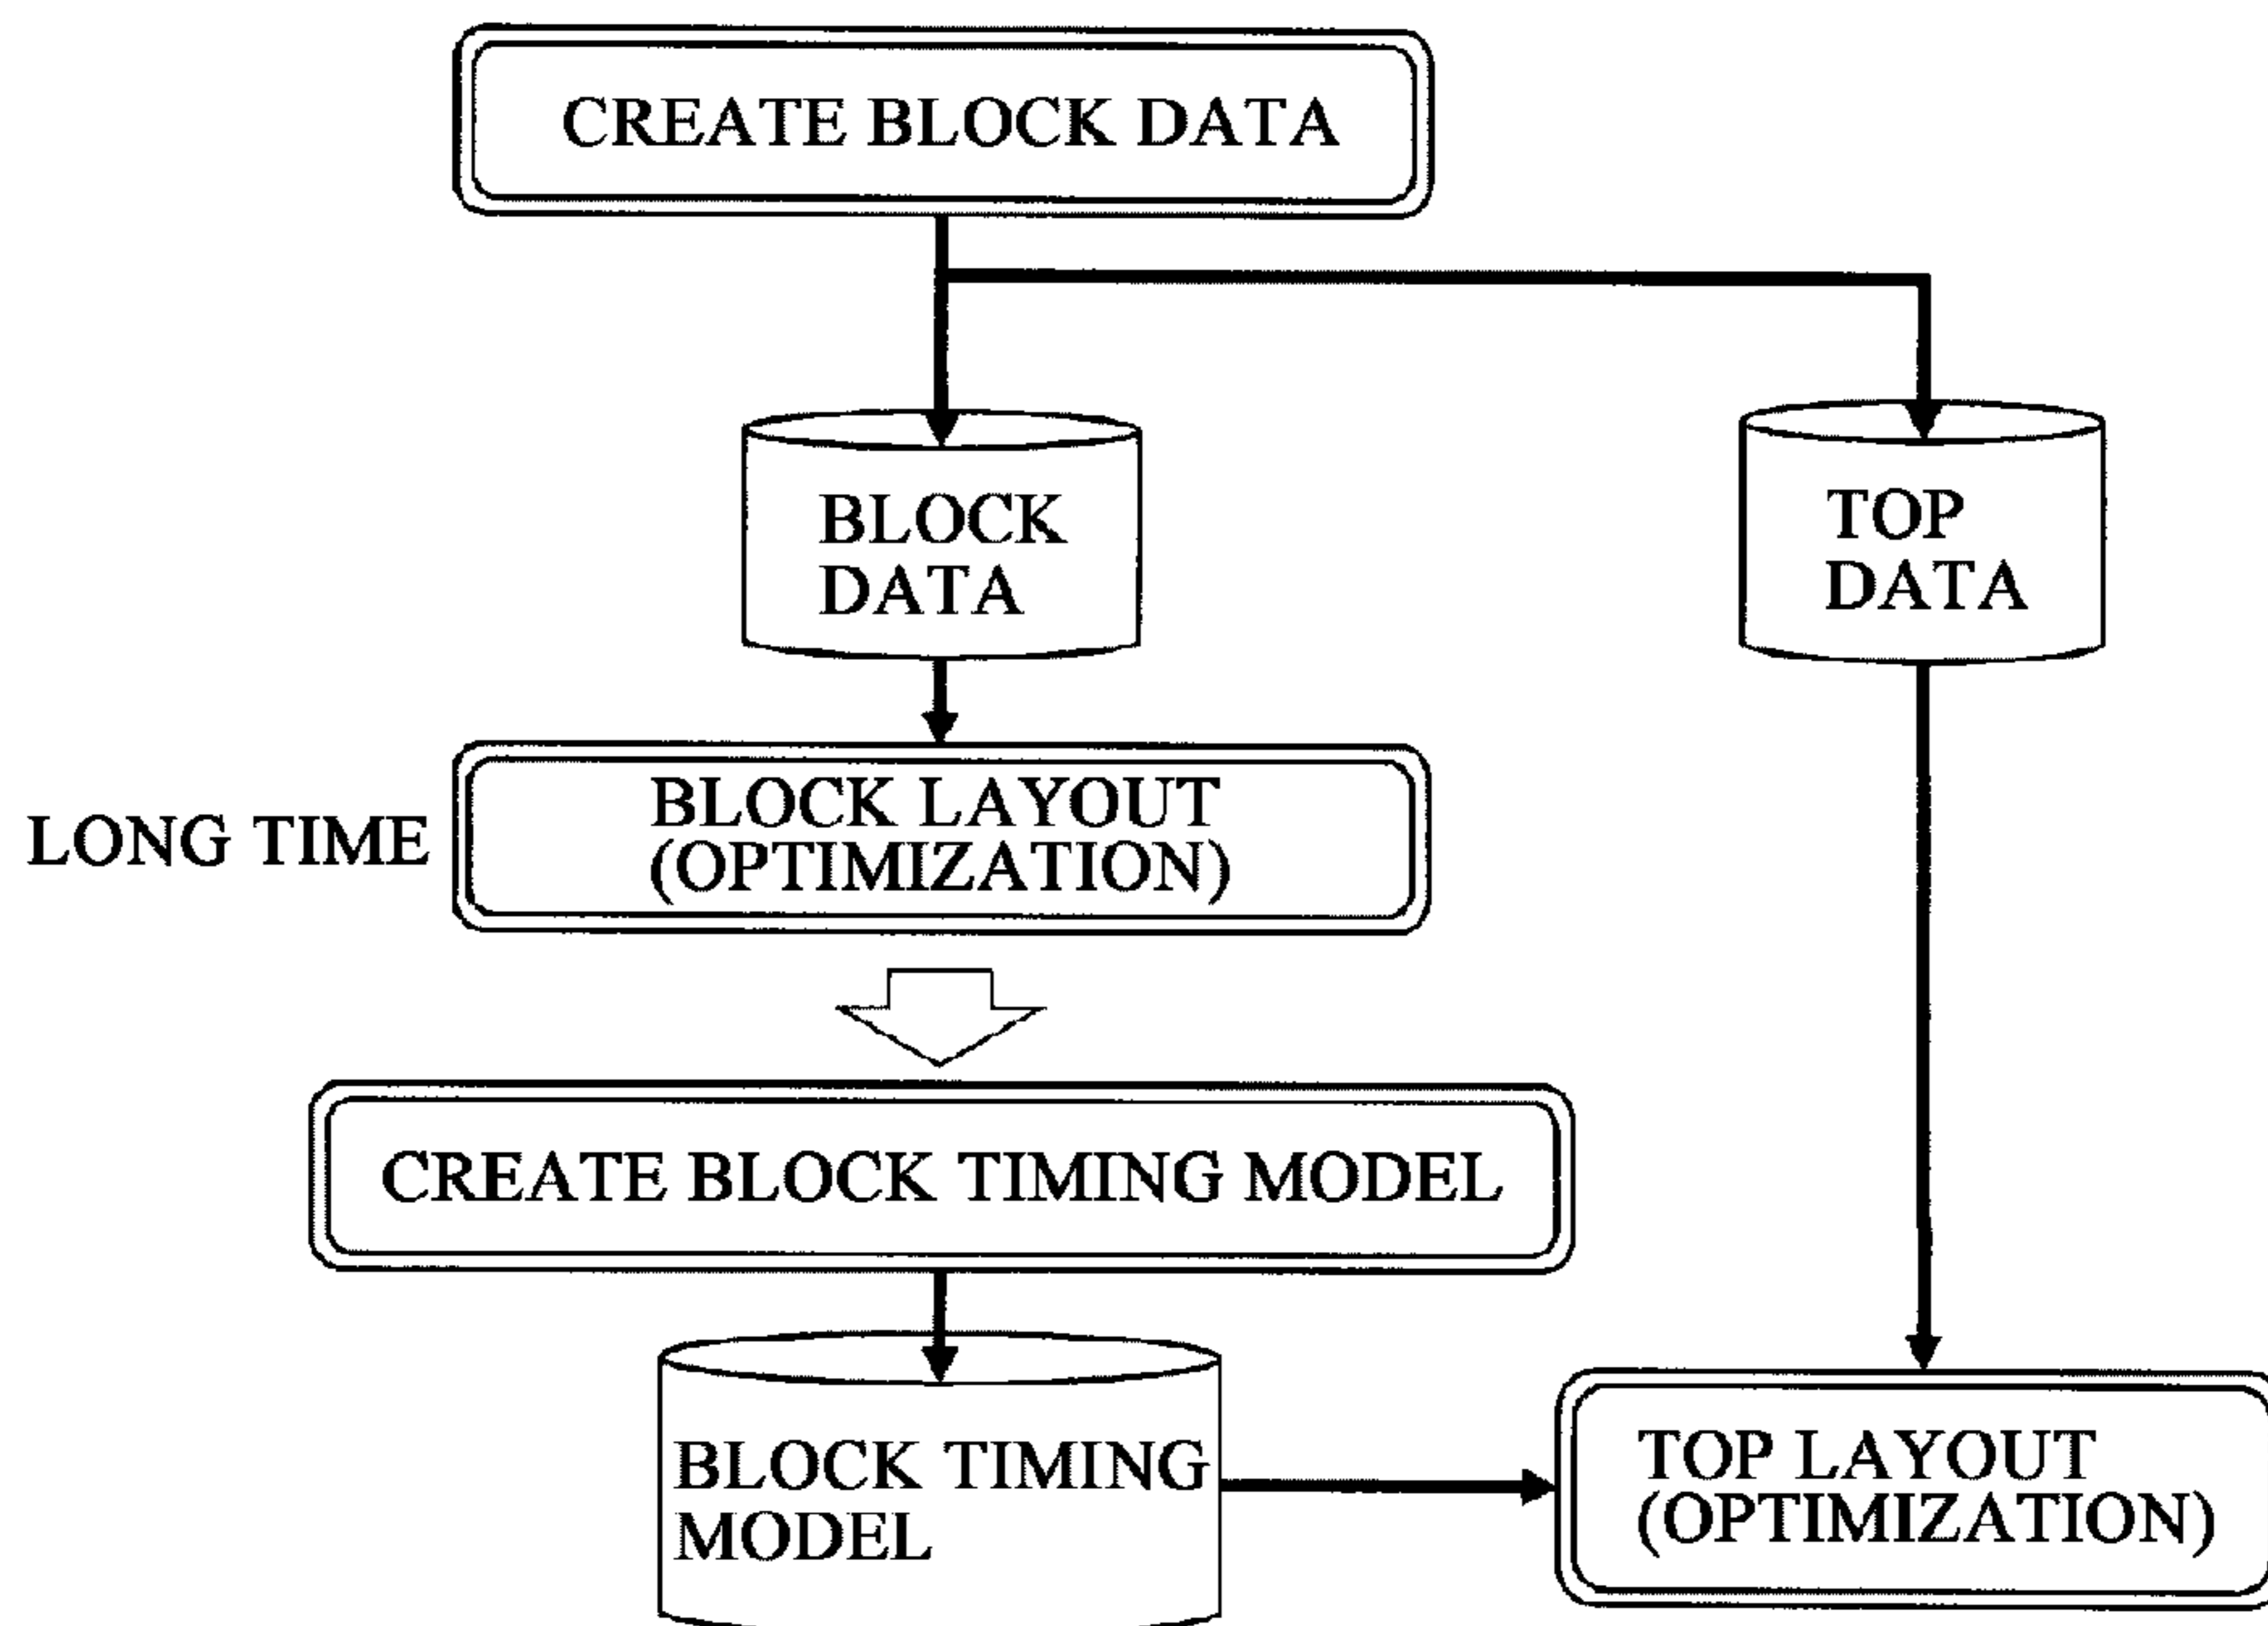 CREATE BLOCK DATA
BLOCK
DATA
TOP
DATA
LONG TIME
BLOCK LAYOUT
(OPTIMIZATION)
CREATE BLOCK TIMING MODEL
BLOCK TIMING
MODEL
TOP LAYOUT
(OPTIMIZATION)